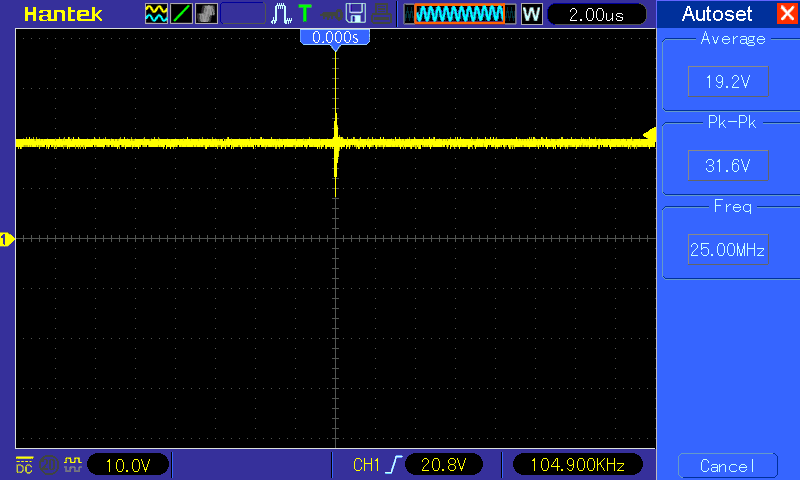 Hantek T W 2.00us Autoset
0.000s
Average
19.2V
Pk-Pk
31.6V
1
Freq
25.00MHz
DC 10.0V CH1 20.8V 104.900KHz Cancel